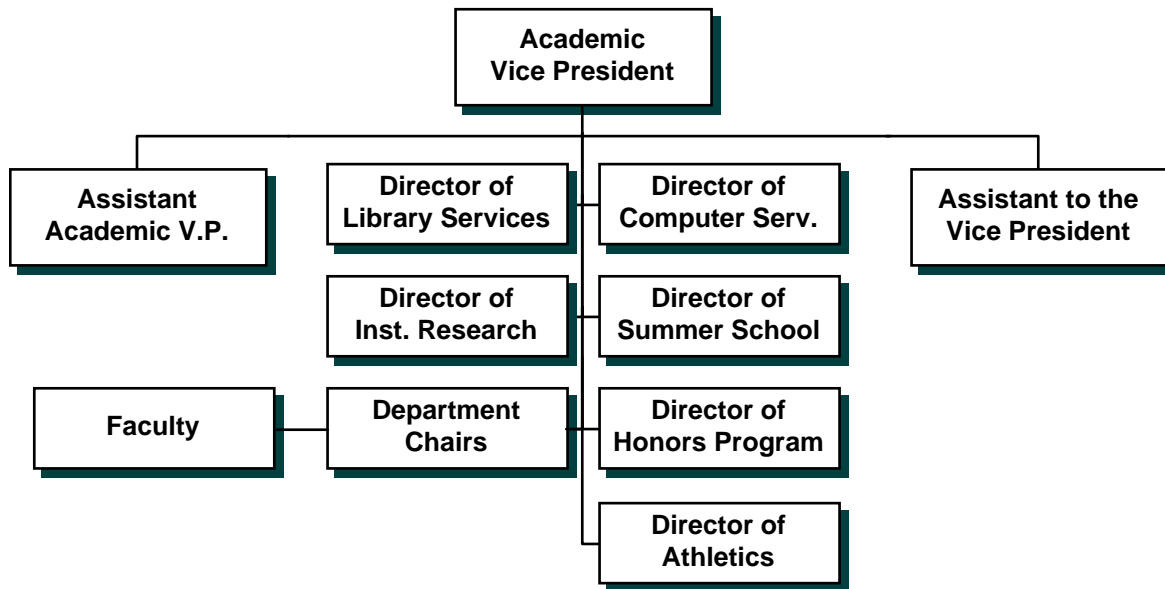 Academic
Vice President
Assistant
Academic V.P.
Director of
Library Services
Director of
Computer Serv.
Assistant to the
Vice President
Director of
Inst. Research
Director of
Summer School
Faculty
Department
Chairs
Director of
Honors Program
Director of
Athletics